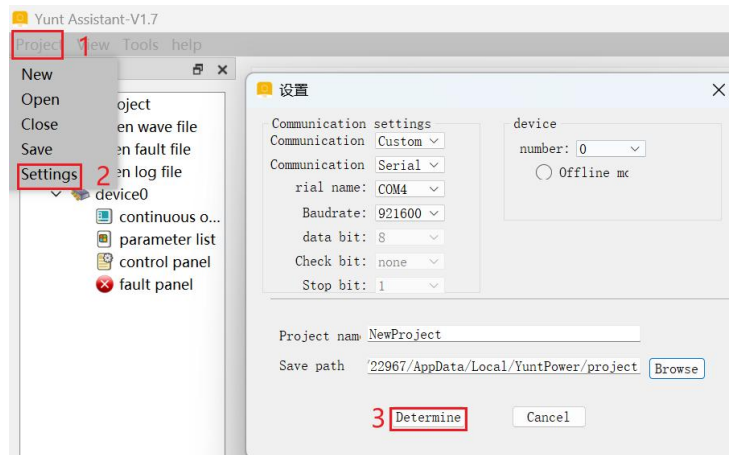 Yunt Assistant-V1.7
Project View Tools help
1
New
Open
Close
Save
Settings
2
oject
en wave file
en fault file
en log file
device0
continuous o...
parameter list
control panel
fault panel
设置
Communication settings
Communication Custom
Communication Serial
rial name: COM4
Baudrate: 921600
data bit: 8
Check bit: none
Stop bit: 1
device
number: 0
Offline mo
Project nam NewProject
Save path /22967/AppData/Local/YuntPower/project Browse
3 Determine Cancel